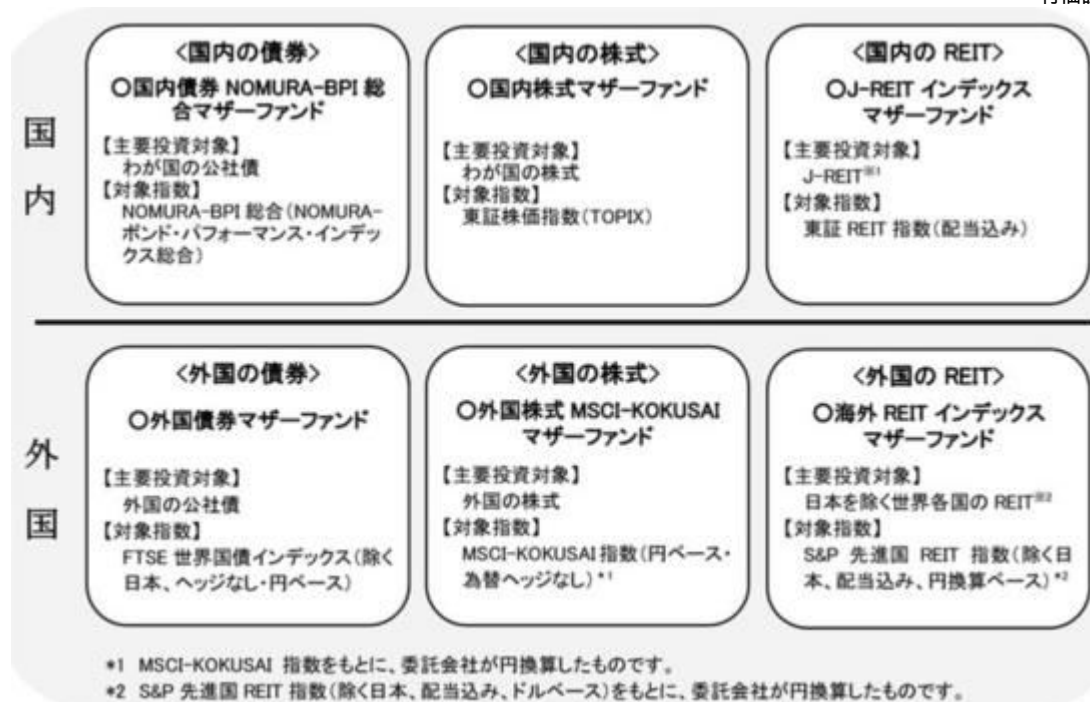 国内
〈国内の債券〉
○国内債券 NOMURA-BPI 総
合マザーファンド
【主要投資対象】
わが国の公社債
【対象指数】
NOMURA-BPI 総合(NOMURA-
ボンド・パフォーマンス・インデッ
クス総合)
〈国内の株式〉
○国内株式マザーファンド
【主要投資対象】
わが国の株式
【対象指数】
東証株価指数(TOPIX)
〈国内の REIT〉
○J-REIT インデックス
マザーファンド
【主要投資対象】
J-REIT※1
【対象指数】
東証 REIT 指数(配当込み)
外国
〈外国の債券〉
○外国債券マザーファンド
【主要投資対象】
外国の公社債
【対象指数】
FTSE 世界国債インデックス(除く
日本、ヘッジなし・円ベース)
〈外国の株式〉
○外国株式 MSCI-KOKUSAI
マザーファンド
【主要投資対象】
外国の株式
【対象指数】
MSCI-KOKUSAI 指数(円ベース・
為替ヘッジなし)*1
〈外国の REIT〉
○海外 REIT インデックス
マザーファンド
【主要投資対象】
日本を除く世界各国の REIT※2
【対象指数】
S&P 先進国 REIT 指数(除く日
本、配当込み、円換算ベース)*2
*1 MSCI-KOKUSAI 指数をもとに、委託会社が円換算したものです。
*2 S&P 先進国 REIT 指数(除く日本、配当込み、ドルベース)をもとに、委託会社が円換算したものです。